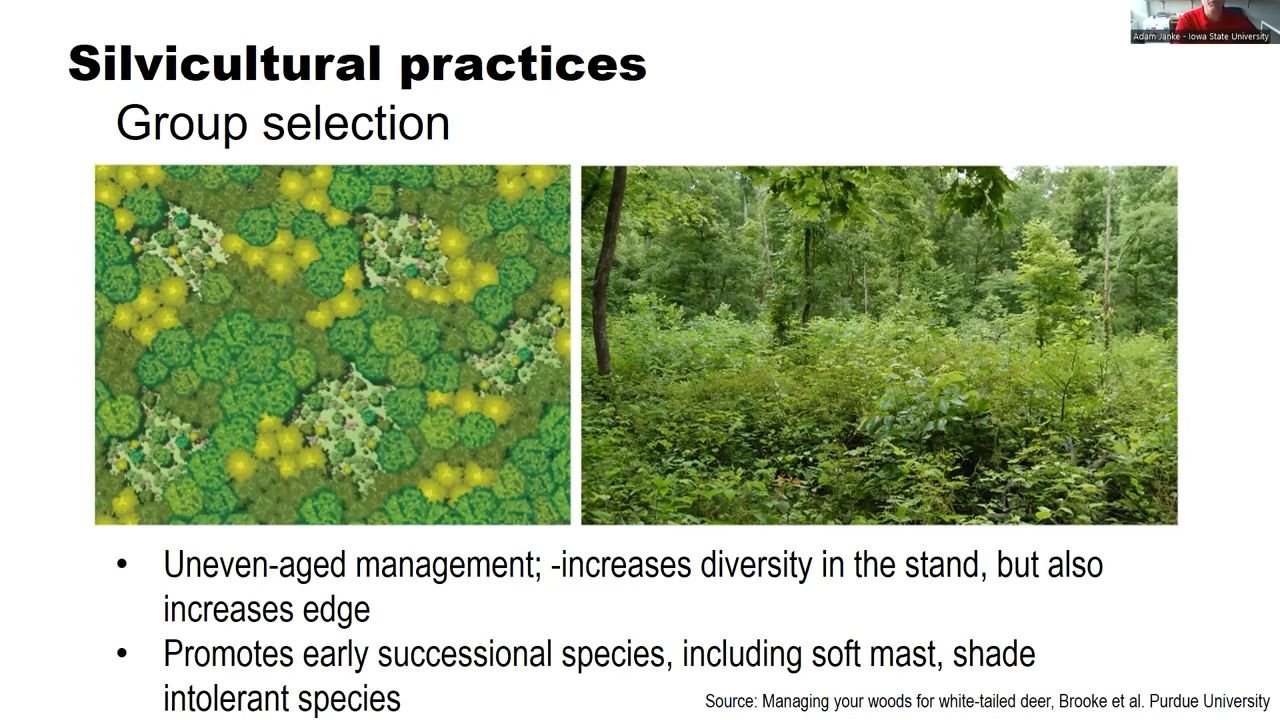 Adam Janke - Iowa State University
Silvicultural practices
Group selection
• Uneven-aged management; -increases diversity in the stand, but also
increases edge
• Promotes early successional species, including soft mast, shade
intolerant species
Source: Managing your woods for white-tailed deer, Brooke et al. Purdue University